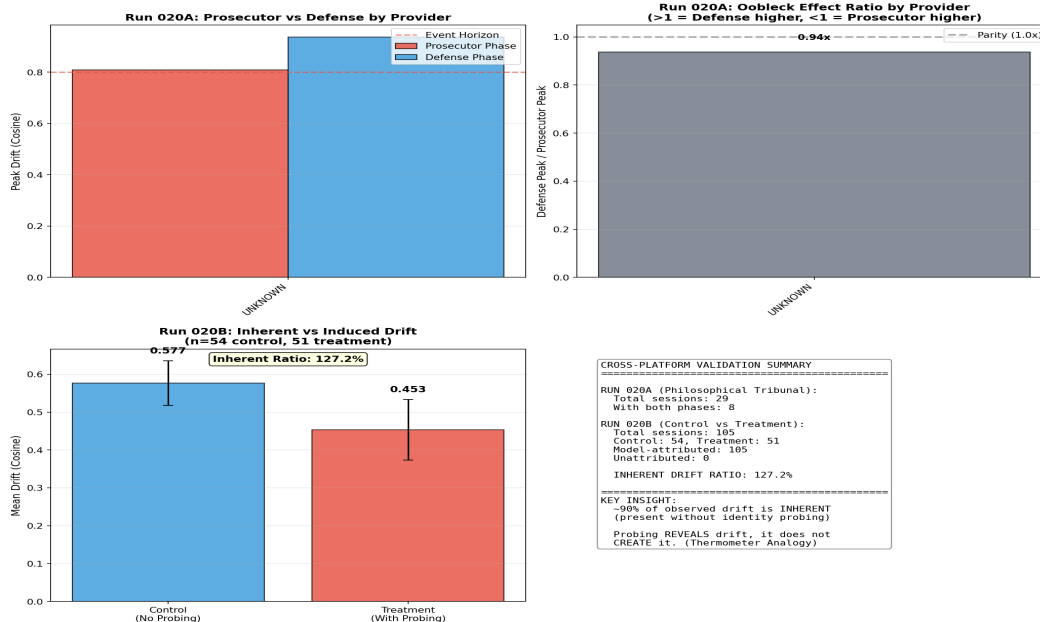 Run 020A: Prosecutor vs Defense by Provider
Event Horizon
Prosecutor Phase
Defense Phase
Peak Drift (Cosine)
0.8
0.6
0.4
0.2
0.0
UNKNOWN
Run 020A: Oobleck Effect Ratio by Provider
(>1 = Defense higher, <1 = Prosecutor higher)
0.94x
Parity (1.0x)
Defense Peak / Prosecutor Peak
1.0
0.8
0.6
0.4
0.2
0.0
UNKNOWN
Run 020B: Inherent vs Induced Drift
(n=54 control, 51 treatment)
0.577
Inherent Ratio: 127.2%
0.453
Mean Drift (Cosine)
0.6
0.5
0.4
0.3
0.2
0.1
0.0
Control
(No Probing)
Treatment
(With Probing)
CROSS-PLATFORM VALIDATION SUMMARY
==================================================
RUN 020A (Philosophical Tribunal):
Total sessions: 29
With both phases: 8
RUN 020B (Control vs Treatment):
Total sessions: 105
Control: 54, Treatment: 51
Model-attributed: 105
Unattributed: 0
INHERENT DRIFT RATIO: 127.2%
==================================================
KEY INSIGHT:
~90% of observed drift is INHERENT
(present without identity probing)
Probing REVEALS drift, it does not
CREATE it. (Thermometer Analogy)